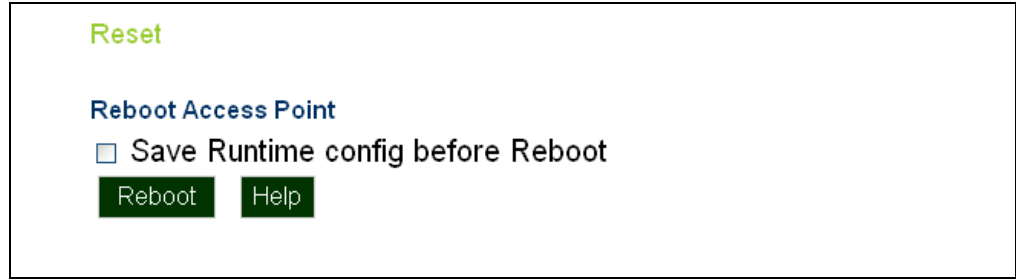 Reset
Reboot Access Point
Save Runtime config before Reboot
Reboot Help